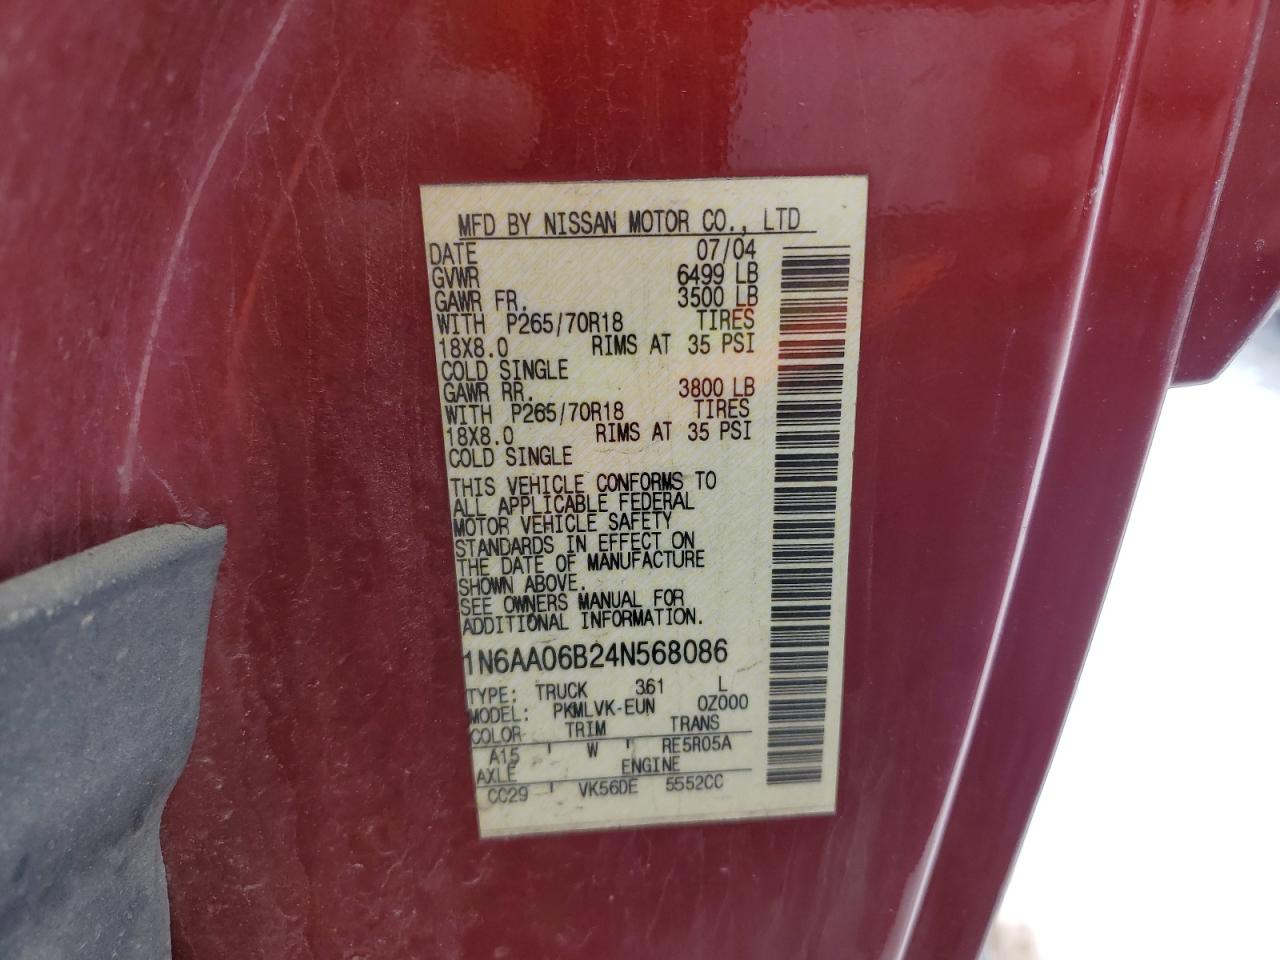 MFD BY NISSAN MOTOR CO., LTD
DATE 07/04
GVWR 6499 LB
GAWR FR. 3500 LB
WITH P265/70R18 TIRES
18X8.0 RIMS AT 35 PSI
COLD SINGLE
GAWR RR. 3800 LB
WITH P265/70R18 TIRES
18X8.0 RIMS AT 35 PSI
COLD SINGLE
THIS VEHICLE CONFORMS TO
ALL APPLICABLE FEDERAL
MOTOR VEHICLE SAFETY
STANDARDS IN EFFECT ON
THE DATE OF MANUFACTURE
SHOWN ABOVE.
SEE OWNERS MANUAL FOR
ADDITIONAL INFORMATION.
1N6AA06B24N568086
TYPE: TRUCK 361 L
MODEL: PKMLVK-EUN 0Z000
COLOR TRIM TRANS
A15 W RE5R05A
AXLE ENGINE
CC29 VK56DE 5552CC